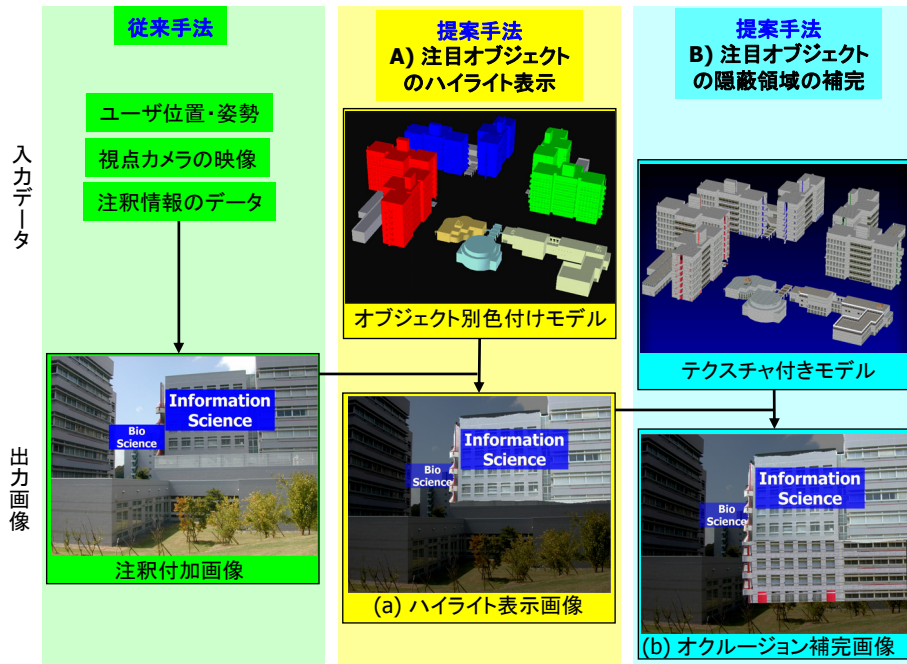 従来手法
ユーザ位置・姿勢
視点カメラの映像
注釈情報のデータ
入力データ
出力画像
Information
Science
Bio
Science
注釈付加画像
提案手法
A) 注目オブジェクト
のハイライト表示
オブジェクト別色付けモデル
Information
Science
Bio
Science
(a) ハイライト表示画像
提案手法
B) 注目オブジェクト
の隠蔽領域の補完
テクスチャ付きモデル
Information
Science
Bio
Science
(b) オクルージョン補完画像